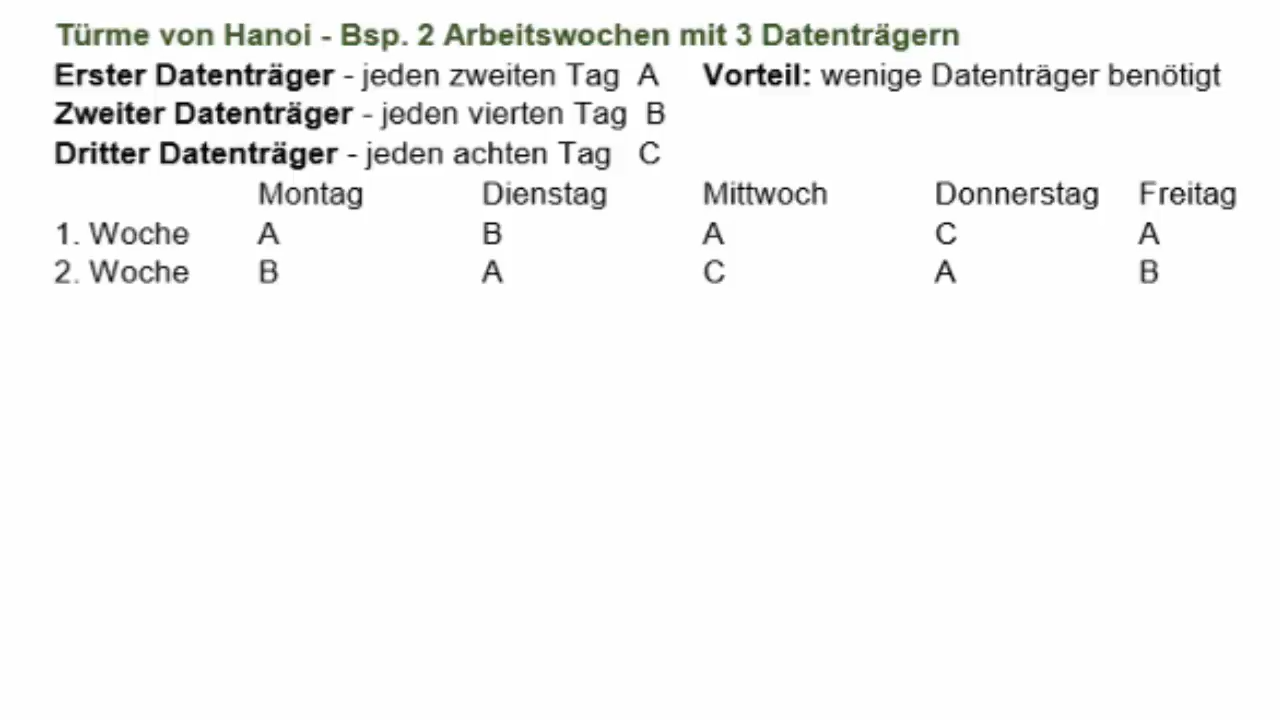 Türme von Hanoi - Bsp. 2 Arbeitswochen mit 3 Datenträgern
Erster Datenträger - jeden zweiten Tag A Vorteil: wenige Datenträger benötigt
Zweiter Datenträger - jeden vierten Tag B
Dritter Datenträger - jeden achten Tag C
Montag Dienstag Mittwoch Donnerstag Freitag
1. Woche A B A C A
2. Woche B A C A B